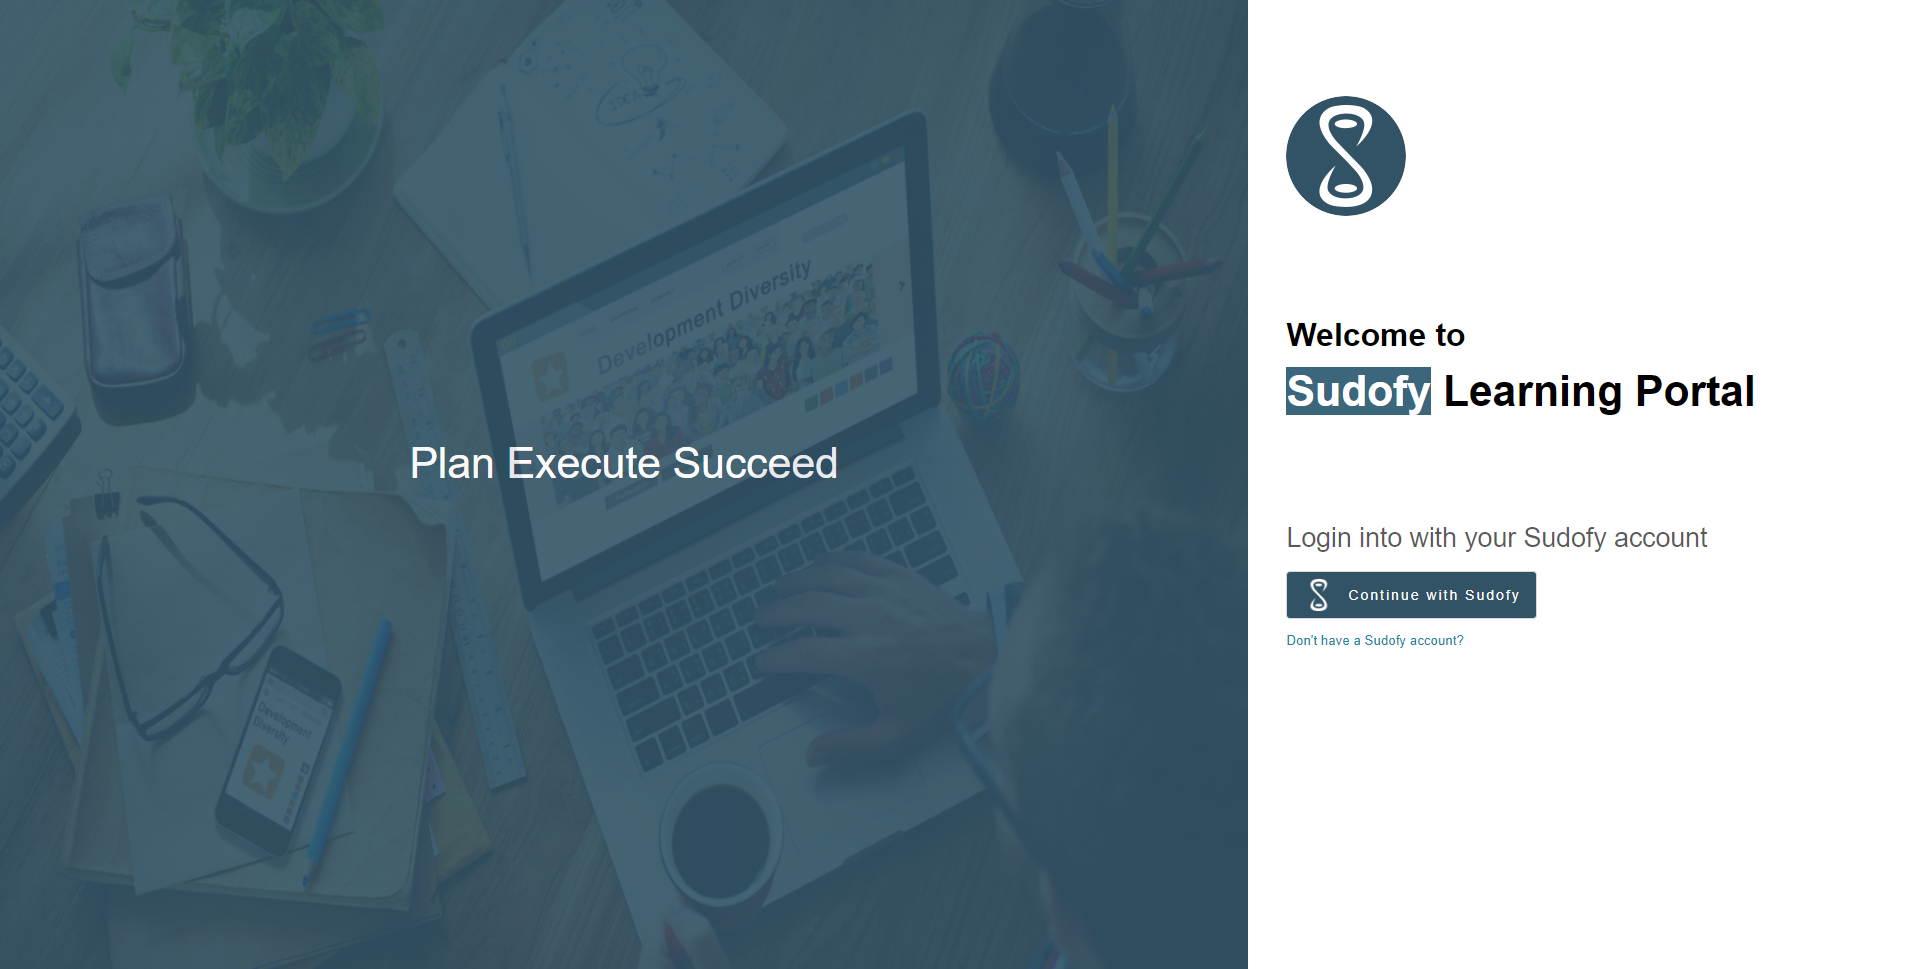 IDEA
Development Diversity
Plan Execute Succeed
Development
Diversity
Welcome to
Sudofy Learning Portal
Login into with your Sudofy account
Continue with Sudofy
Don't have a Sudofy account?